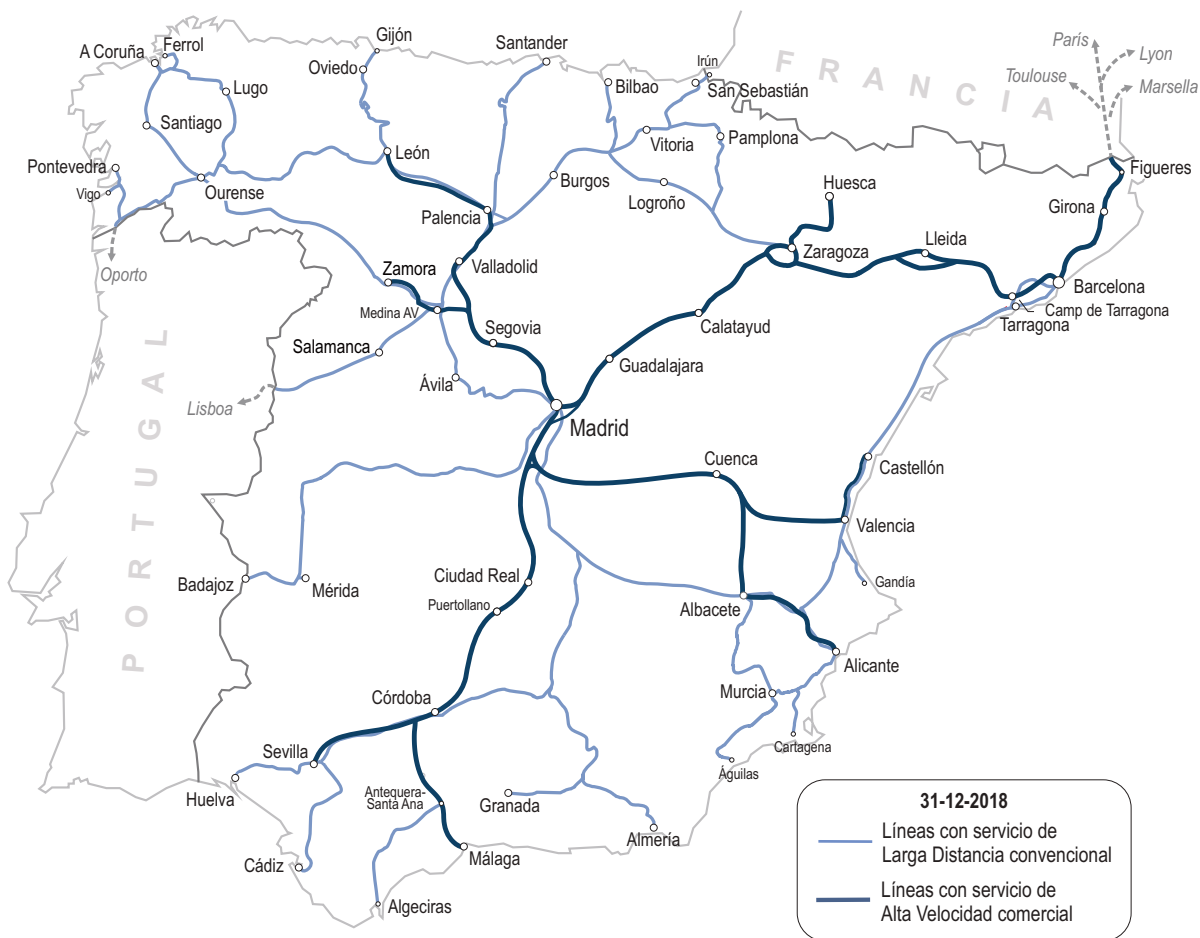 Gijón
Ferrol
Santander
A Coruña
París
Lyon
Oviedo
Irún
FRANCIA
Toulouse
Marsella
Lugo
Bilbao
San Sebastián
Santiago
Vitoria
Pamplona
León
Pontevedra
Figueres
Vigo
Ourense
Burgos
Huesca
Logroño
Girona
Palencia
Lleida
Zaragoza
Oporto
Zamora
Valladolid
Barcelona
Medina AV
Camp de Tarragona
Tarragona
Segovia
Calatayud
Salamanca
Guadalajara
Ávila
Lisboa
PORTUGAL
Madrid
Cuenca
Castellón
Valencia
Ciudad Real
Badajoz
Mérida
Gandía
Puertollano
Albacete
Alicante
Murcia
Córdoba
Cartagena
Sevilla
Águilas
Huelva
Antequera-
Santa Ana
Granada
Almería
Málaga
Cádiz
Algeciras
31-12-2018
Líneas con servicio de
Larga Distancia convencional
Líneas con servicio de
Alta Velocidad comercial